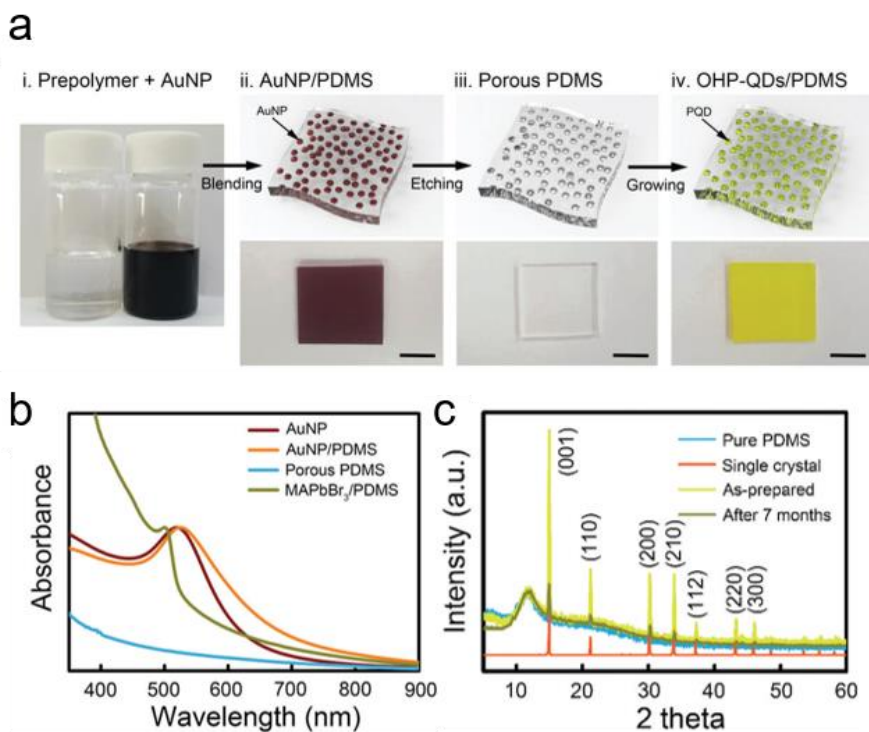 a
i. Prepolymer + AuNP
ii. AuNP/PDMS
iii. Porous PDMS
iv. OHP-QDs/PDMS
AuNP
PQD
Blending
Etching
Growing
b
AuNP
AuNP/PDMS
Porous PDMS
MAPbBr₃/PDMS
Absorbance
400 500 600 700 800 900
Wavelength (nm)
c
Pure PDMS
Single crystal
As-prepared
After 7 months
(001)
(110)
(200)
(210)
(112)
(220)
(300)
Intensity (a.u.)
10 20 30 40 50 60
2 theta